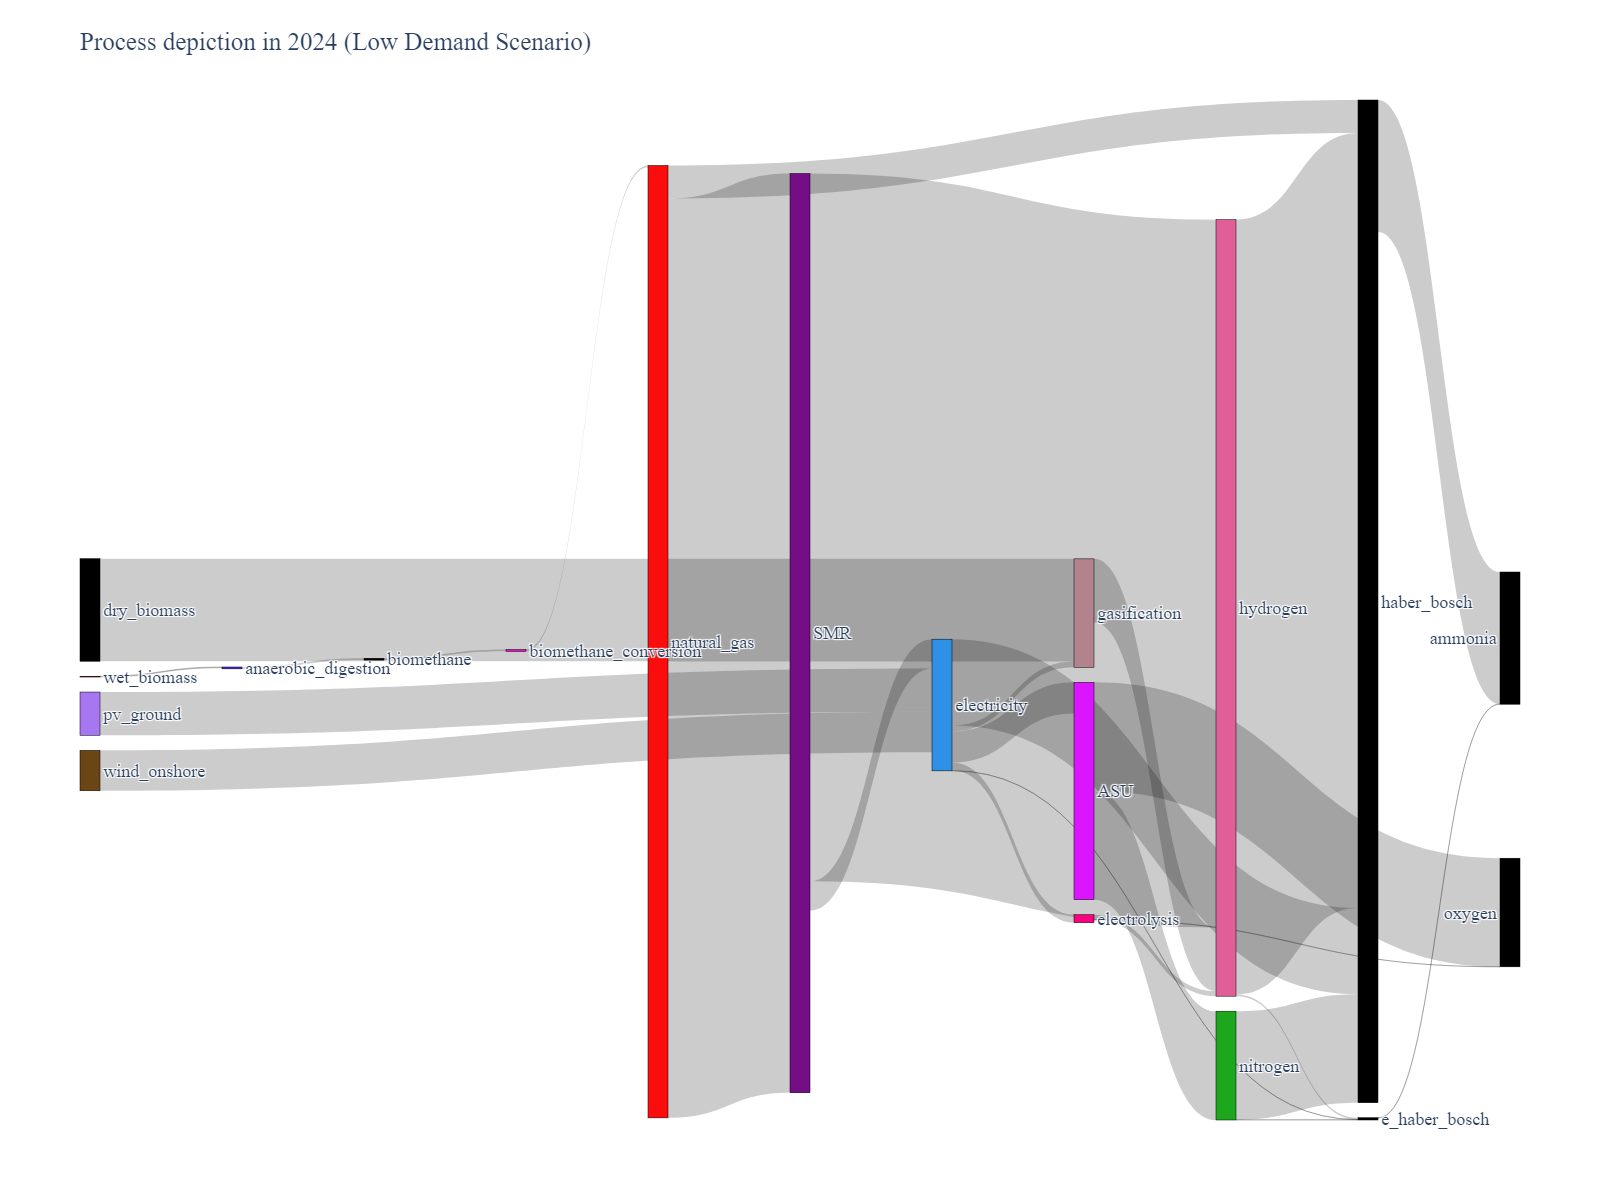 Process depiction in 2024 (Low Demand Scenario)
dry_biomass
wet_biomass
pv_ground
wind_onshore
anaerobic_digestion
biomethane
biomethane_conversion
natural_gas
SMR
electricity
gasification
ASU
electrolysis
hydrogen
nitrogen
haber_bosch
e_haber_bosch
ammonia
oxygen